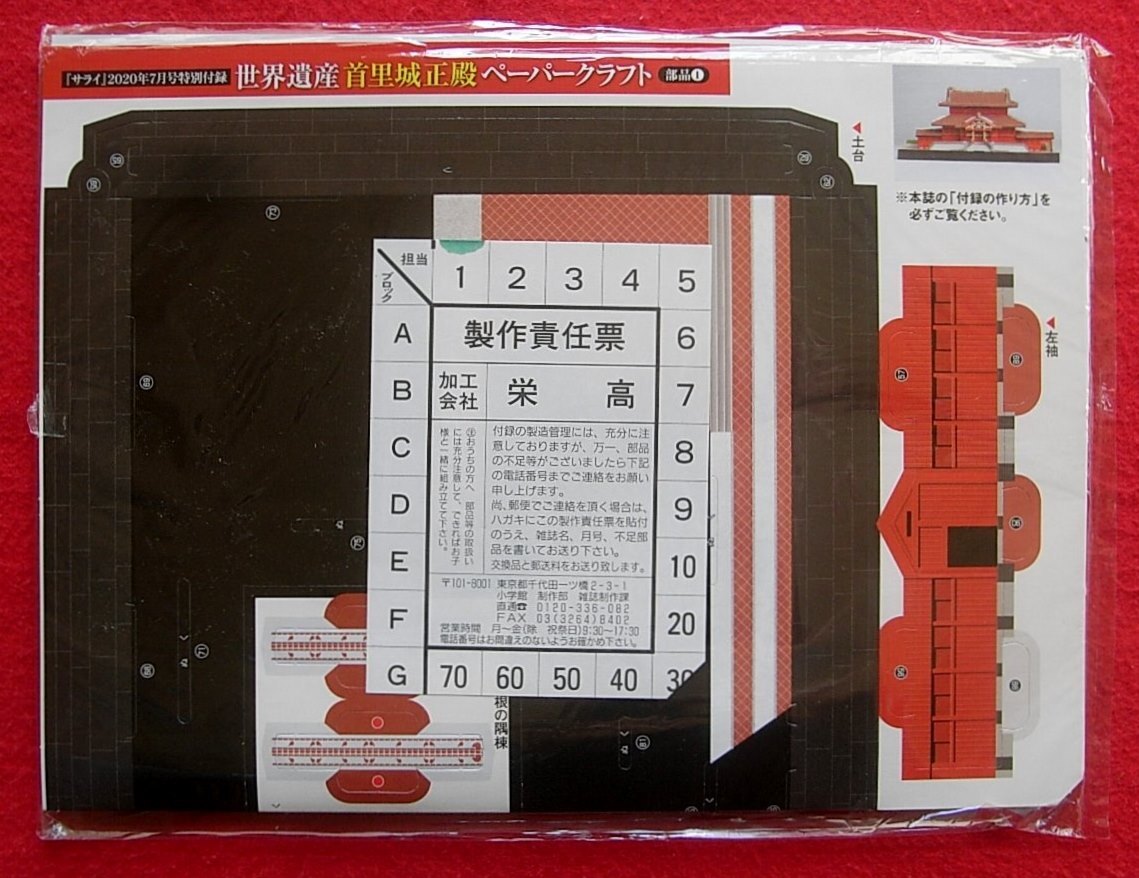 『サライ』2020年7月号特別付録 世界遺産 首里城正殿 ペーパークラフト 部品1
◀土台
※本誌の「付録の作り方」を
必ずご覧ください。
◀左袖
担当
ブロック
1 2 3 4 5
A 製作責任票 6
B 加工会社 栄高 7
C 8
D 9
E 10
F 20
G 70 60 50 40 30
㊟おうちの方へ 部品等の取扱い
には充分注意して、できればお子
様と一緒に組み立てて下さい。
付録の製造管理には、充分に注
意しておりますが、万一、部品
の不足等がございましたら下記
の電話番号までご連絡をお願い
申し上げます。
尚、郵便でご連絡を頂く場合は、
ハガキにこの製作責任票を貼付
のうえ、雑誌名、月号、不足部
品を書いてお送り下さい。
交換品と郵送料をお送り致します。
〒101-8001 東京都千代田一ツ橋2-3-1
小学館 制作部 雑誌制作課
直通☎ 0120-336-082
FAX 03(3264)8402
営業時間 月〜金(除 祝祭日)9:30〜17:30
電話番号はお間違えのないようお確かめ下さい。
根の隅棟